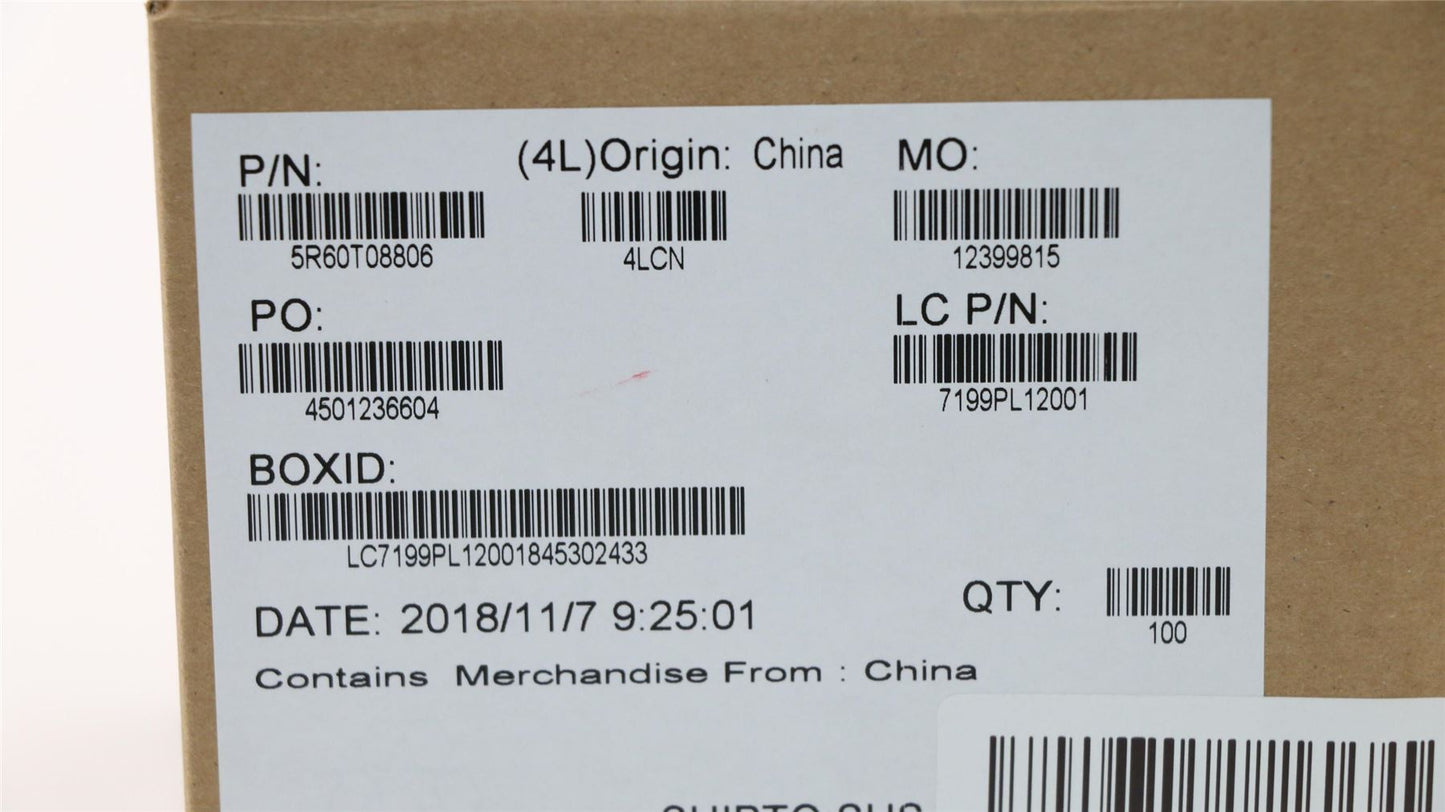 P/N:
(4L)Origin: China
MO:
5R60T08806
4LCN
12399815
PO:
LC P/N:
4501236604
7199PL12001
BOXID:
LC7199PL12001845302433
QTY:
100
DATE: 2018/11/7 9:25:01
Contains Merchandise From : China